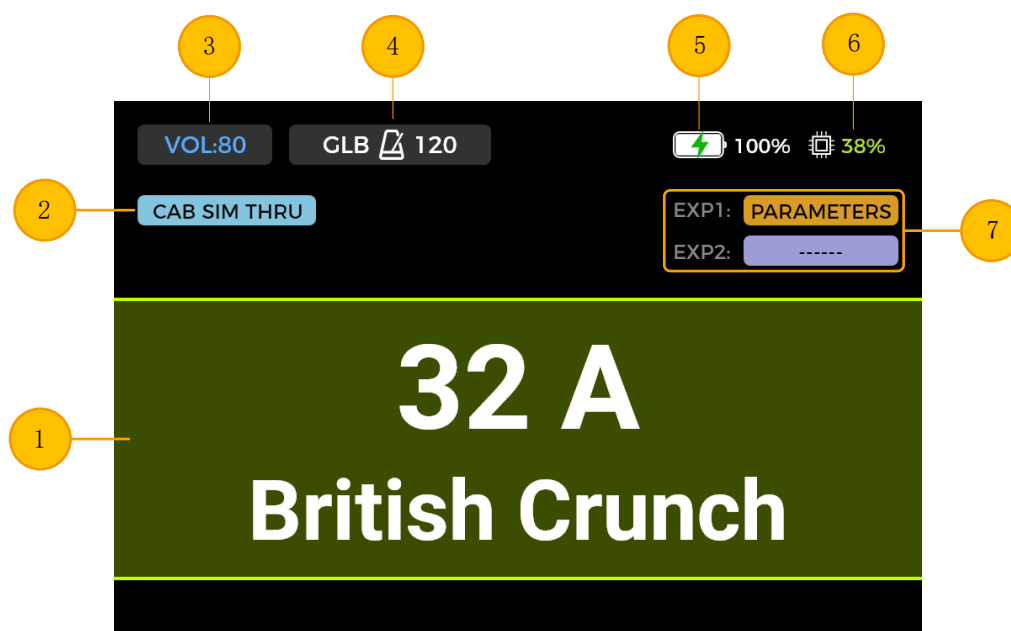 3
4
5
6
VOL:80
GLB 120
100%
38%
2
CAB SIM THRU
EXP1: PARAMETERS
7
EXP2: ------
1
32 A
British Crunch